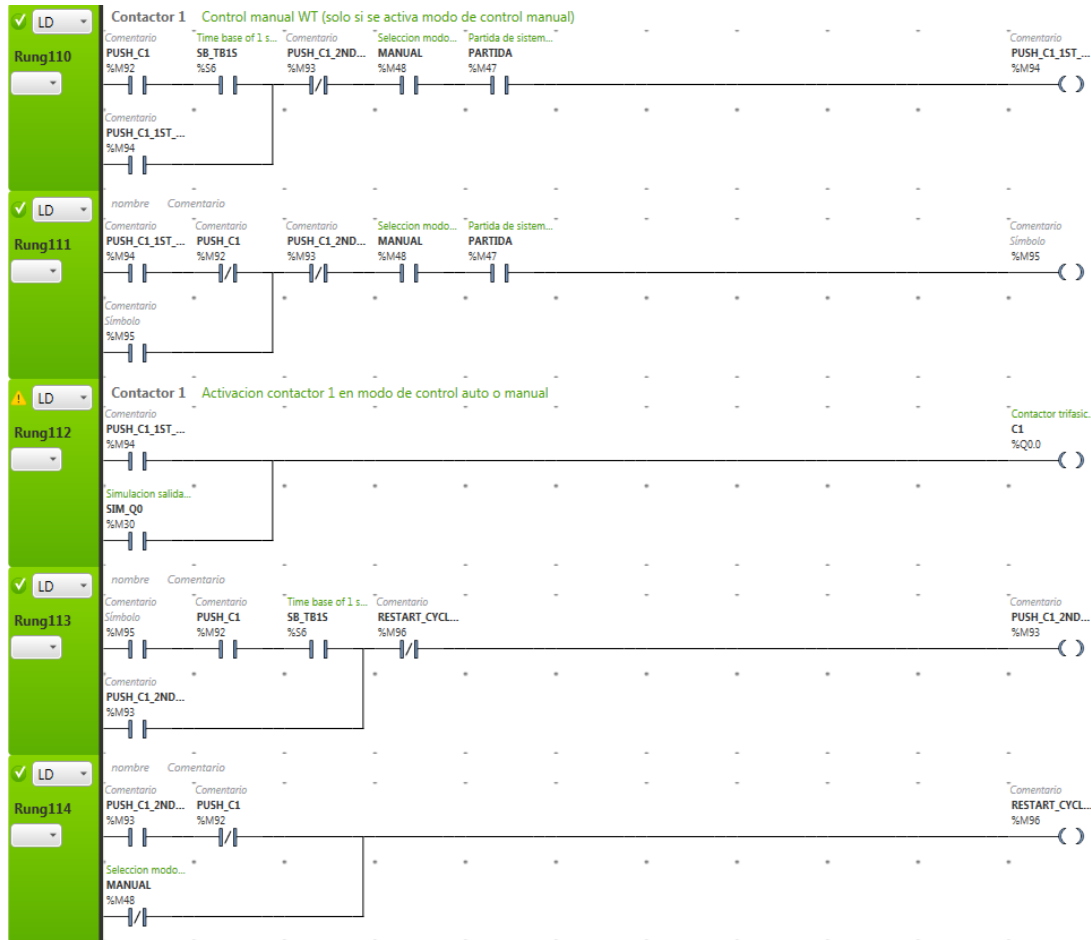 LD
Contactor 1 Control manual WT (solo si se activa modo de control manual)
Comentario Time base of 1 s... Comentario Seleccion modo... Partida de sistem... Comentario
Rung110 PUSH_C1 SB_TB1S PUSH_C1_2ND... MANUAL PARTIDA PUSH_C1_1ST_...
%M92 %S6 %M93 %M48 %M47 %M94
Comentario
PUSH_C1_1ST_...
%M94
LD
nombre Comentario
Comentario Comentario Comentario Seleccion modo... Partida de sistem... Comentario
Rung111 PUSH_C1_1ST_... PUSH_C1 PUSH_C1_2ND... MANUAL PARTIDA Símbolo
%M94 %M92 %M93 %M48 %M47 %M95
Comentario
Símbolo
%M95
LD
Contactor 1 Activacion contactor 1 en modo de control auto o manual
Comentario Contactor trifasic.
Rung112 PUSH_C1_1ST_... C1
%M94 %Q0.0
Simulacion salida...
SIM_Q0
%M30
LD
nombre Comentario
Comentario Comentario Time base of 1 s... Comentario Comentario
Rung113 Símbolo PUSH_C1 SB_TB1S RESTART_CYCL... PUSH_C1_2ND...
%M95 %M92 %S6 %M96 %M93
Comentario
PUSH_C1_2ND...
%M93
LD
nombre Comentario
Comentario Comentario Comentario
Rung114 PUSH_C1_2ND... PUSH_C1 RESTART_CYCL...
%M93 %M92 %M96
Seleccion modo...
MANUAL
%M48